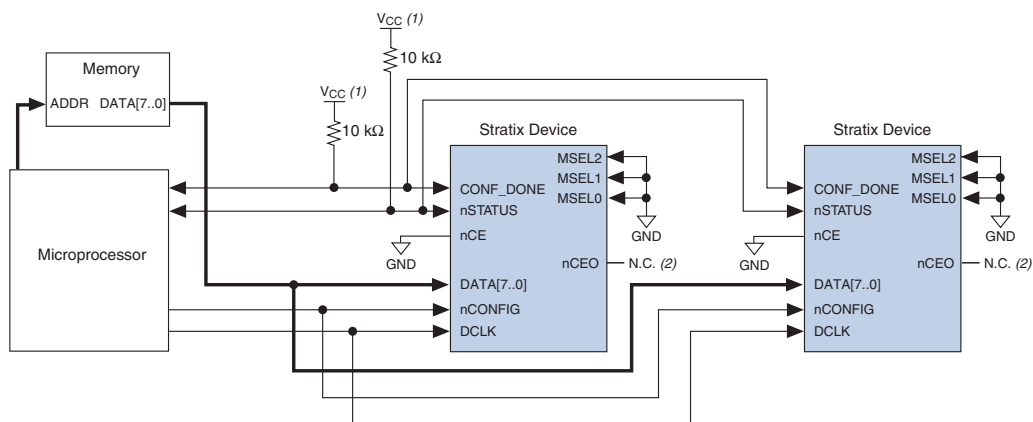 VCC (1)
10 kΩ
Memory
ADDR DATA[7..0]
VCC (1)
10 kΩ
Stratix Device
MSEL2
MSEL1
MSEL0
CONF_DONE
nSTATUS
nCE
GND
GND
nCEO
N.C. (2)
DATA[7..0]
nCONFIG
DCLK
Microprocessor
Stratix Device
MSEL2
MSEL1
MSEL0
CONF_DONE
nSTATUS
nCE
GND
GND
nCEO
N.C. (2)
DATA[7..0]
nCONFIG
DCLK